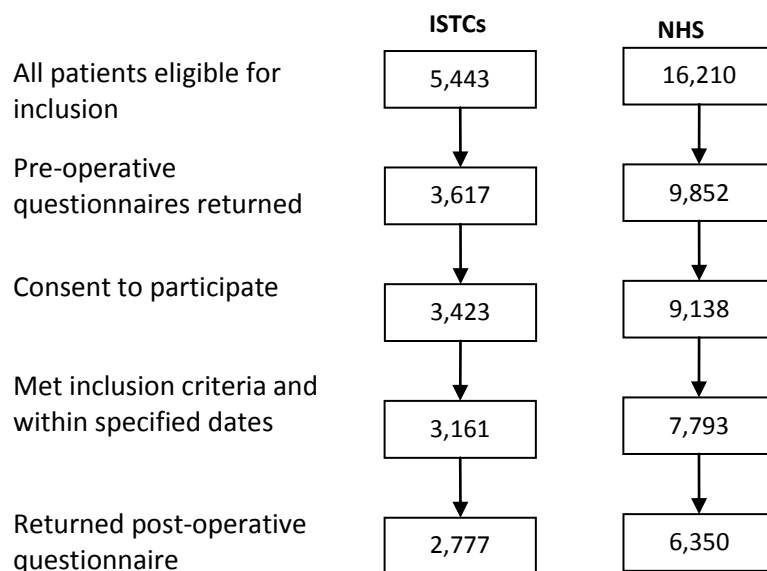 ISTCs NHS
All patients eligible for
inclusion
5,443 16,210
Pre-operative
questionnaires returned
3,617 9,852
Consent to participate
3,423 9,138
Met inclusion criteria and
within specified dates
3,161 7,793
Returned post-operative
questionnaire
2,777 6,350